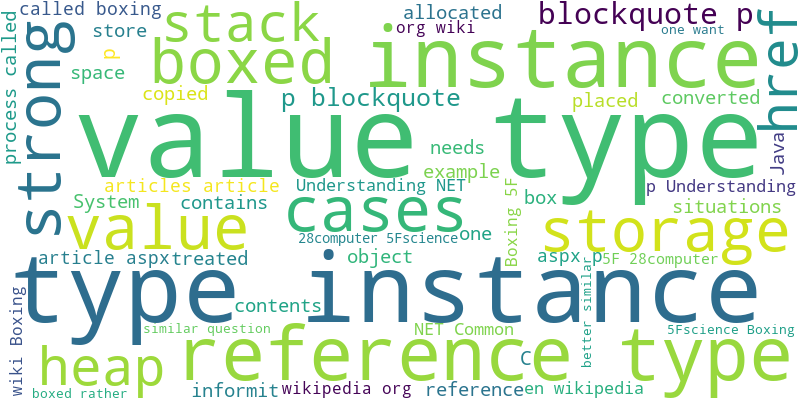 called boxing
allocated
blockquote p
process called
store
stack
org wiki
one want
href
p
strong
space
boxed
instance
copied
p blockquote
placed
converted
value type
Java
needs
example
articles article
Understanding NET
p Understanding
System
contains
cases
box
situations
value
28computer 5Fscience
one
Boxing 5F
storage
article aspx
treated
object
aspx p
5F 28computer
type instance
contents
better similar
wiki Boxing
similar question
NET Common
5Fscience Boxing
heap
reference type
C
boxed rather
informit
wikipedia org
reference
en wikipedia